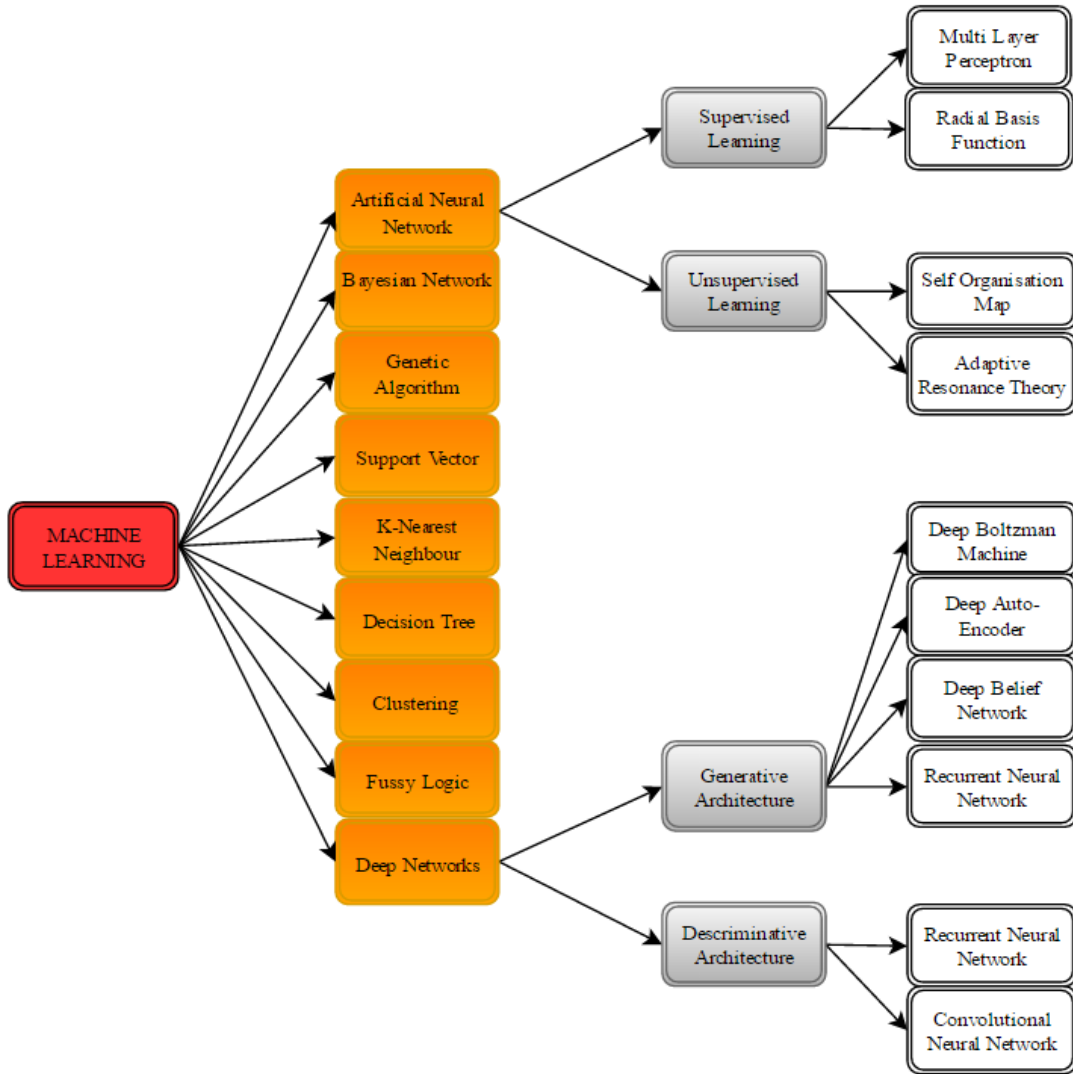 MACHINE
LEARNING
Artificial Neural
Network
Bayesian Network
Genetic
Algorithm
Support Vector
K-Nearest
Neighbour
Decision Tree
Clustering
Fussy Logic
Deep Networks
Supervised
Learning
Unsupervised
Learning
Generative
Architecture
Descriminative
Architecture
Multi Layer
Perceptron
Radial Basis
Function
Self Organisation
Map
Adaptive
Resonance Theory
Deep Boltzman
Machine
Deep Auto-
Encoder
Deep Belief
Network
Recurrent Neural
Network
Recurrent Neural
Network
Convolutional
Neural Network